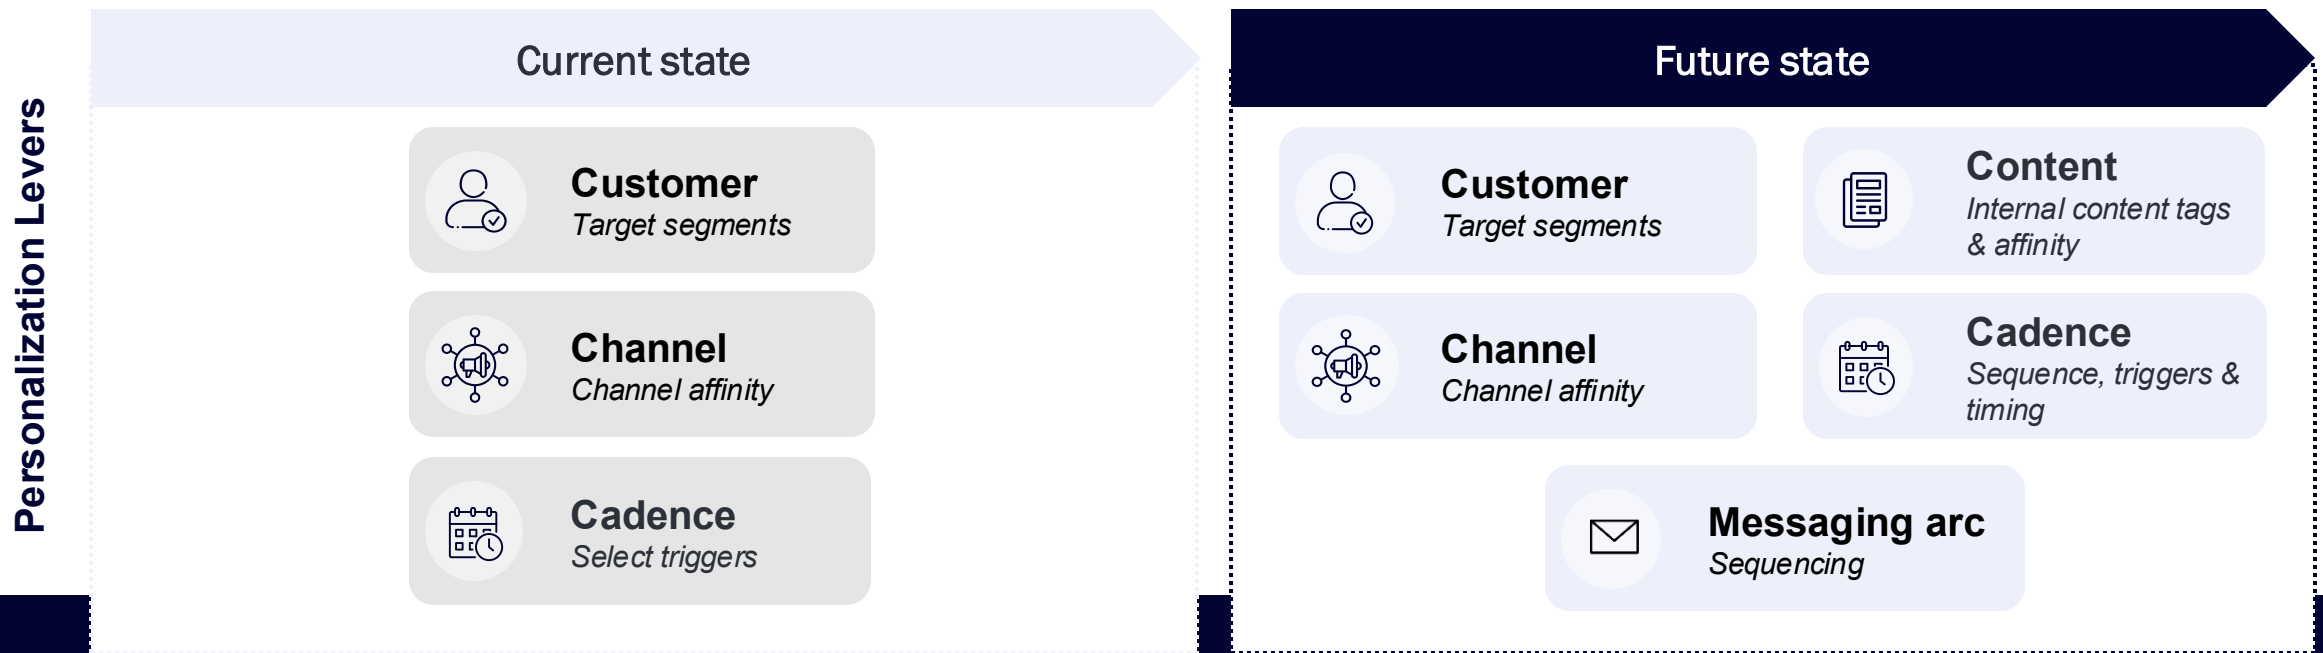 Personalization Levers
Current state
Customer
Target segments
Channel
Channel affinity
Cadence
Select triggers
Future state
Customer
Target segments
Content
Internal content tags
& affinity
Channel
Channel affinity
Cadence
Sequence, triggers &
timing
Messaging arc
Sequencing